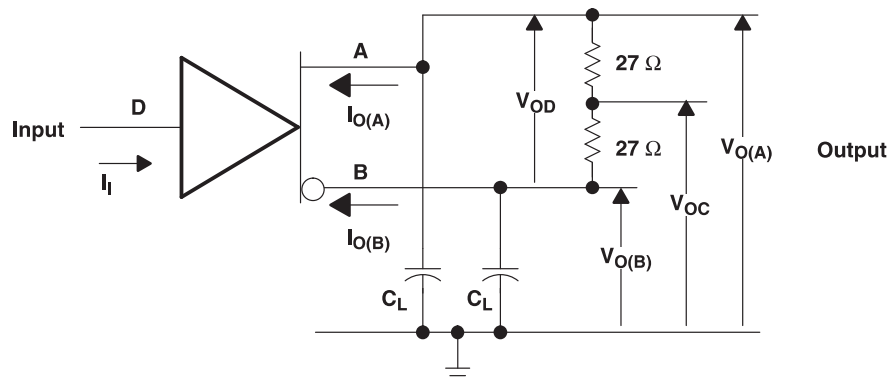 A
27 Ω
D
I_O(A)
V_OD
Input
27 Ω
V_O(A)
Output
I_I
B
V_OC
I_O(B)
V_O(B)
C_L
C_L